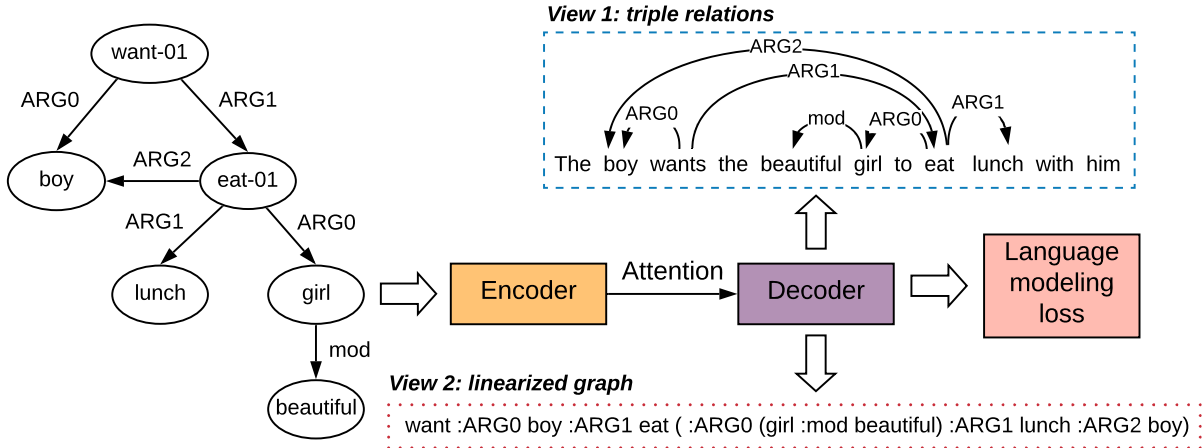 View 1: triple relations
want-01
ARG0
ARG1
boy
ARG2
eat-01
ARG1
ARG0
lunch
girl
mod
beautiful
ARG2
ARG1
ARG0
mod
ARG0
ARG1
The boy wants the beautiful girl to eat lunch with him
Encoder
Attention
Decoder
Language
modeling
loss
View 2: linearized graph
want :ARG0 boy :ARG1 eat ( :ARG0 (girl :mod beautiful) :ARG1 lunch :ARG2 boy)